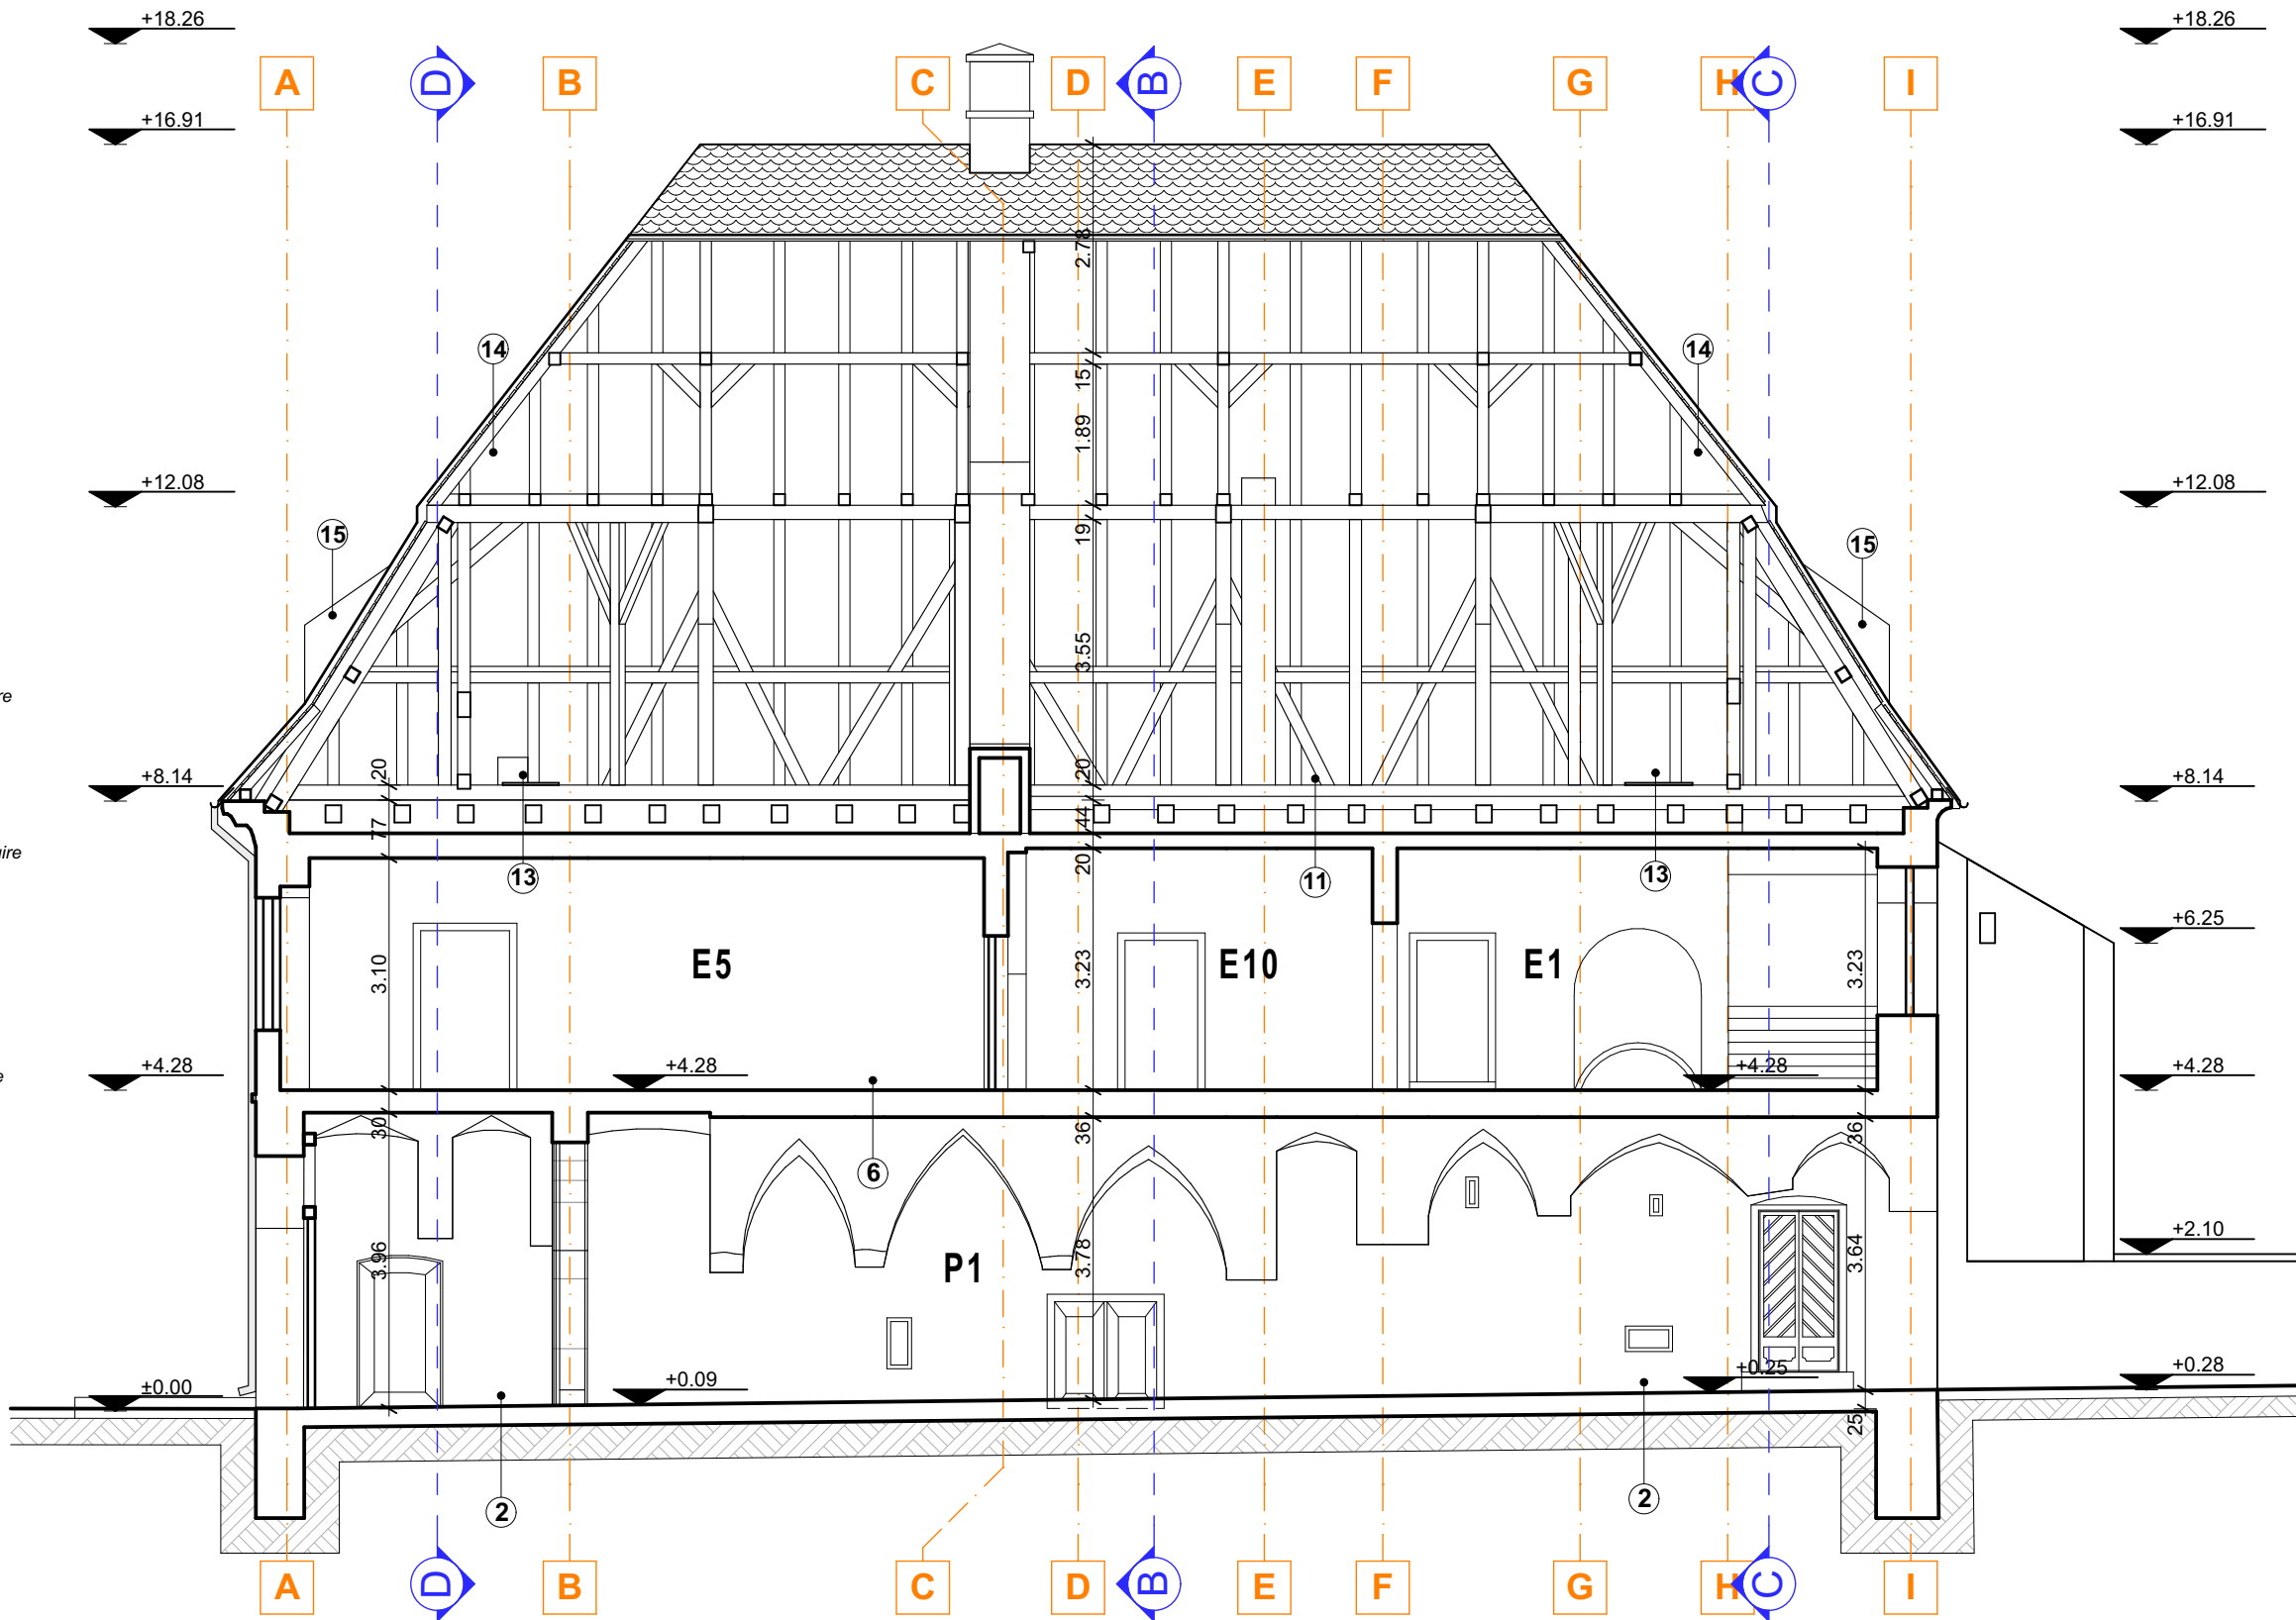 +18.26 +18.26
A D B C D B E F G H C I
+16.91 +16.91
2.78
14 14
15
1.89
+12.08 +12.08
19
15 15
3.55
re
+8.14 20 20 +8.14
77 44
ire
13 20 11 13
+6.25
E5 E10 E1
3.10 3.23 3.23
e
+4.28 +4.28 +4.28 +4.28
30 36 36
6
+2.10
3.96 P1 3.78 3.64
±0.00 +0.09 +0.25 +0.28
25
2 2
A D B C D B E F G H C I